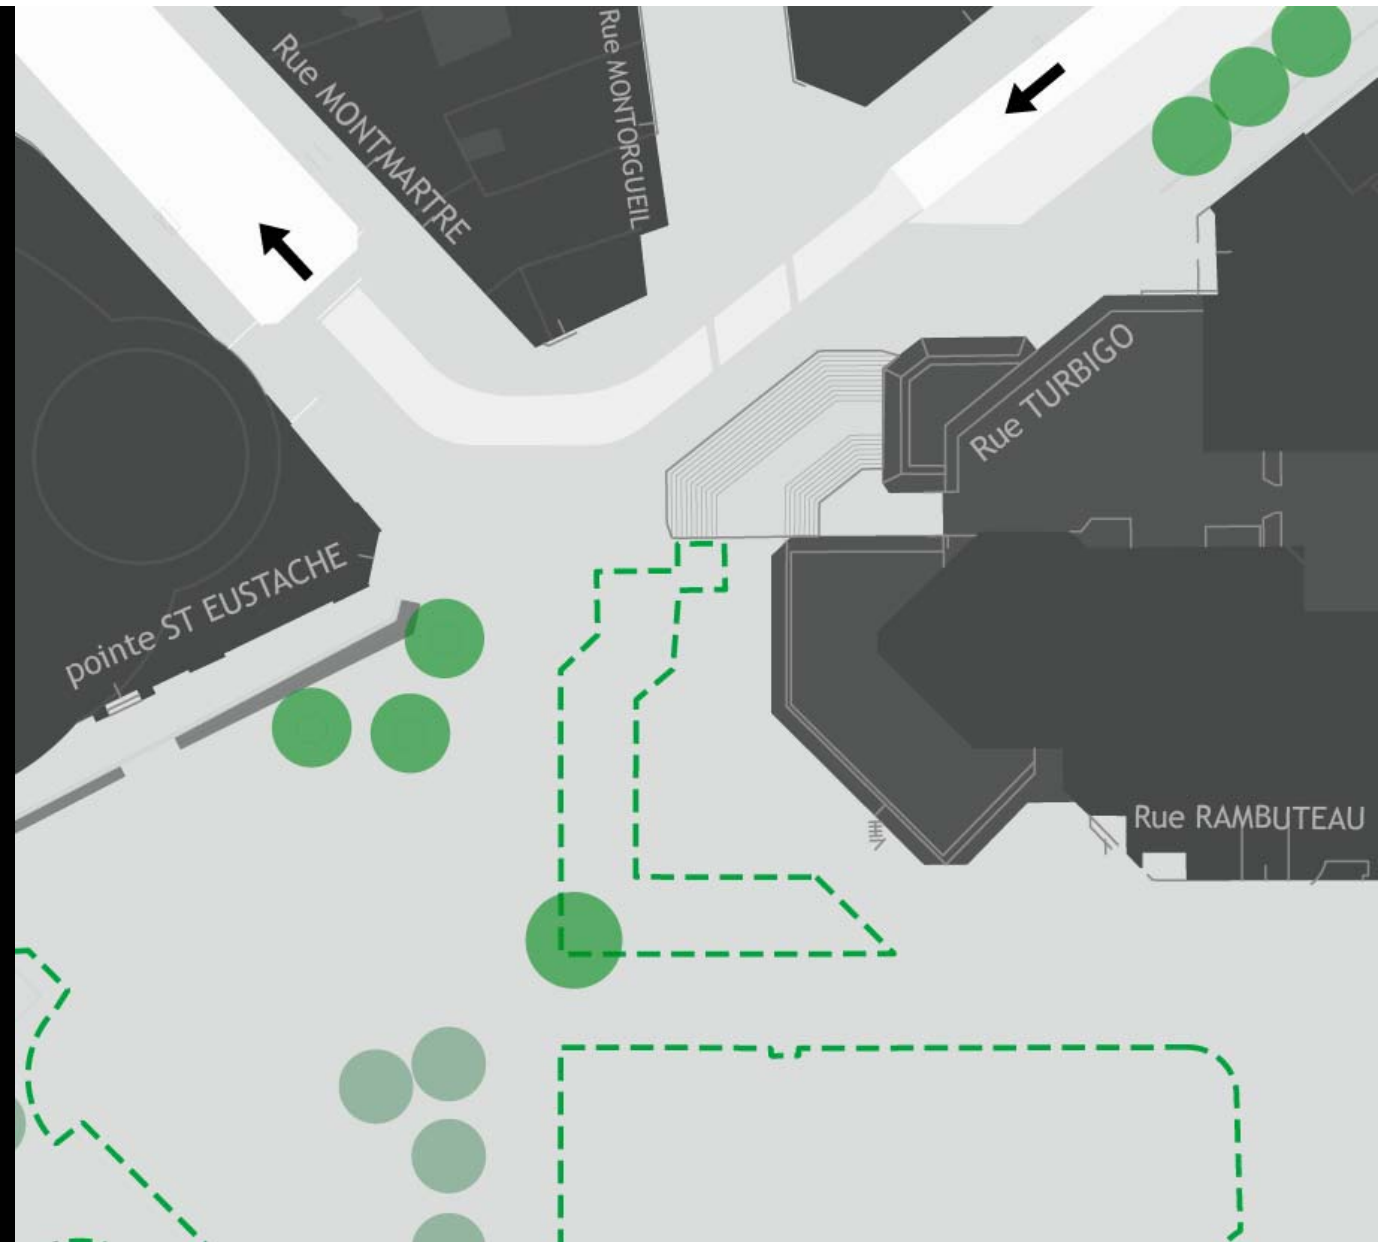 Rue MONTMARTRE
Rue MONTORGUEIL
Rue TURBIGO
pointe ST EUSTACHE
Rue RAMBUTEAU